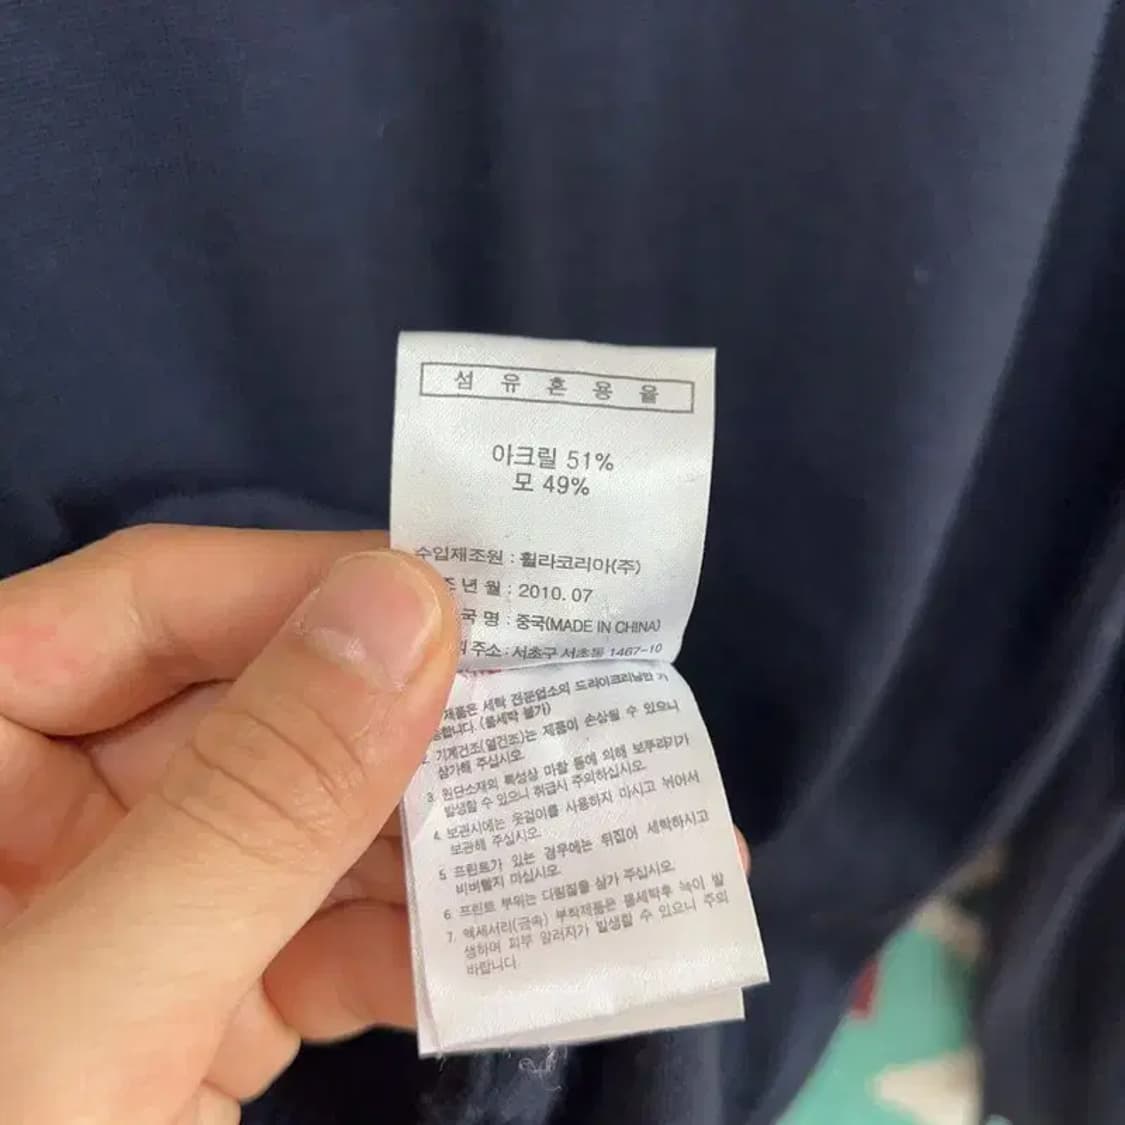 섬 유 혼 용 율
아크릴 51%
모 49%
수입제조원 : 휠라코리아(주)
년 월 : 2010. 07
국 명 : 중국(MADE IN CHINA)
주소 : 서초구 서초동 1467-10
제품은 세탁 전문업소의 드라이크리닝만 가
합니다. (물세탁 불가)
기계건조(열건조)는 제품이 손상될 수 있으니
삼가해 주십시오.
3. 원단소재의 특성상 마찰 등에 의해 보푸라기가
발생할 수 있으니 취급시 주의하십시오.
4. 보관시에는 옷걸이를 사용하지 마시고 뉘어서
보관해 주십시오.
5 프린트가 있는 경우에는 뒤집어 세탁하시고
비벼빨지 마십시오.
6. 프린트 부위는 다림질을 삼가 주십시오.
7. 액세서리(금속) 부착제품은 물세탁후 녹이 발
생하며 피부 알러지가 발생할 수 있으니 주의
바랍니다.